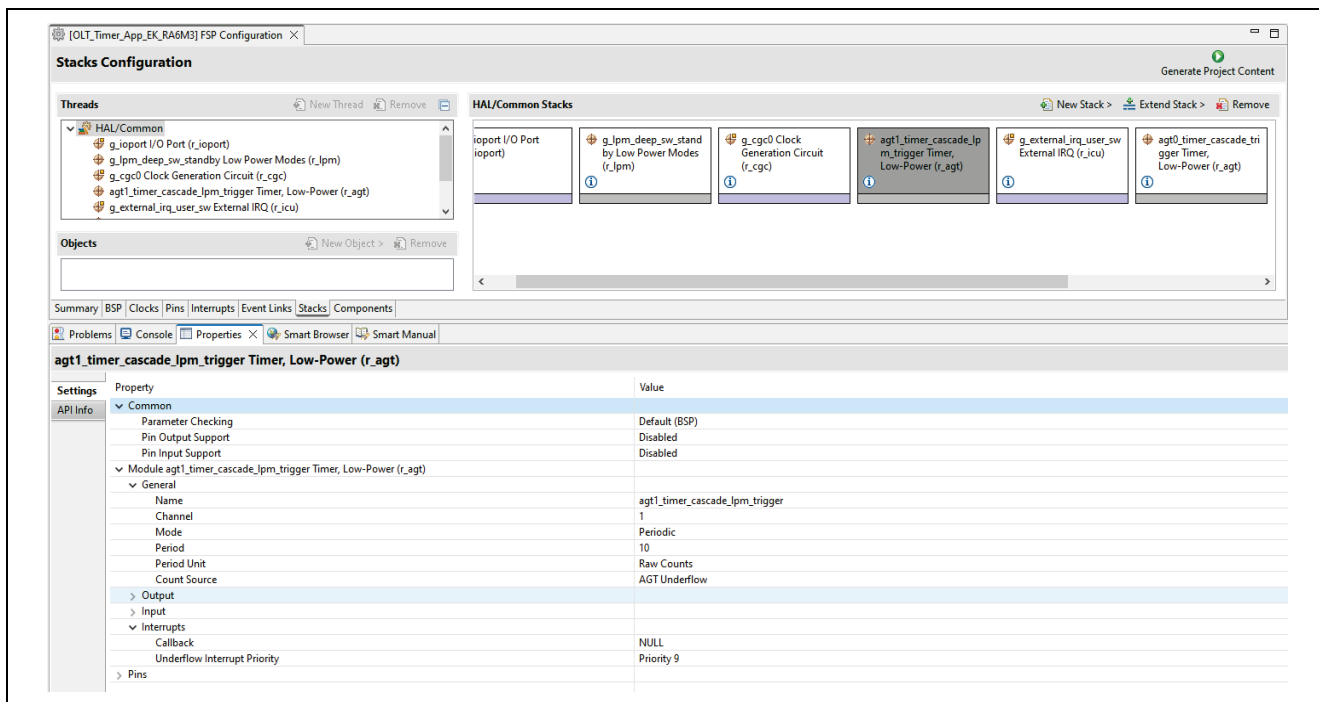 [OLT_Timer_App_EK_RA6M3] FSP Configuration
Stacks Configuration
Generate Project Content
Threads
New Thread
Remove
HAL/Common Stacks
New Stack >
Extend Stack >
Remove
HAL/Common
g_ioport I/O Port (r_ioport)
g_lpm_deep_sw_standby Low Power Modes (r_lpm)
g_cgc0 Clock Generation Circuit (r_cgc)
agt1_timer_cascade_lpm_trigger Timer, Low-Power (r_agt)
g_external_irq_user_sw External IRQ (r_icu)
ioport I/O Port
ioport)
g_lpm_deep_sw_stand
by Low Power Modes
(r_lpm)
g_cgc0 Clock
Generation Circuit
(r_cgc)
agt1_timer_cascade_lp
m_trigger Timer,
Low-Power (r_agt)
g_external_irq_user_sw
External IRQ (r_icu)
agt0_timer_cascade_tri
gger Timer,
Low-Power (r_agt)
Objects
New Object >
Remove
Summary BSP Clocks Pins Interrupts Event Links Stacks Components
Problems Console Properties Smart Browser Smart Manual
agt1_timer_cascade_lpm_trigger Timer, Low-Power (r_agt)
Settings
API Info
Property Value
Common
Parameter Checking Default (BSP)
Pin Output Support Disabled
Pin Input Support Disabled
Module agt1_timer_cascade_lpm_trigger Timer, Low-Power (r_agt)
General
Name agt1_timer_cascade_lpm_trigger
Channel 1
Mode Periodic
Period 10
Period Unit Raw Counts
Count Source AGT Underflow
Output
Input
Interrupts
Callback NULL
Underflow Interrupt Priority Priority 9
Pins